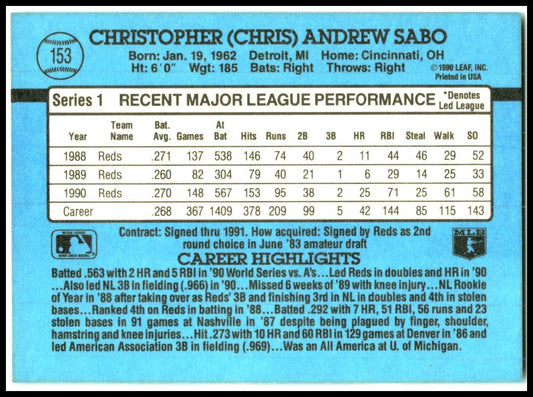 153
CHRISTOPHER (CHRIS) ANDREW SABO
Born: Jan. 19, 1962 Detroit, MI Home: Cincinnati, OH
Ht: 6'0" Wgt: 185 Bats: Right Throws: Right
©1990 LEAF, INC.
Printed in USA
Series 1 RECENT MAJOR LEAGUE PERFORMANCE *Denotes Led League
Year Team Name Bat. Avg. Games At Bat Hits Runs 2B 3B HR RBI Steal Walk SO
1988 Reds .271 137 538 146 74 40 2 11 44 46 29 52
1989 Reds .260 82 304 79 40 21 1 6 29 14 25 33
1990 Reds .270 148 567 153 95 38 2 25 71 25 61 58
Career .268 367 1409 378 209 99 5 42 144 85 115 143
Contract: Signed thru 1991. How acquired: Signed by Reds as 2nd
round choice in June '83 amateur draft
MLB
CAREER HIGHLIGHTS
Batted .563 with 2 HR and 5 RBI in '90 World Series vs. A's...Led Reds in doubles and HR in '90
...Also led NL 3B in fielding (.966) in '90...Missed 6 weeks of '89 with knee injury...NL Rookie
of Year in '88 after taking over as Reds' 3B and finishing 3rd in NL in doubles and 4th in stolen
bases...Ranked 4th on Reds in batting in '88...Batted .292 with 7 HR, 51 RBI, 56 runs and 23
stolen bases in 91 games at Nashville in '87 despite being plagued by finger, shoulder,
hamstring and knee injuries...Hit .273 with 10 HR and 60 RBI in 129 games at Denver in '86 and
led American Association 3B in fielding (.969)...Was an All America at U. of Michigan.